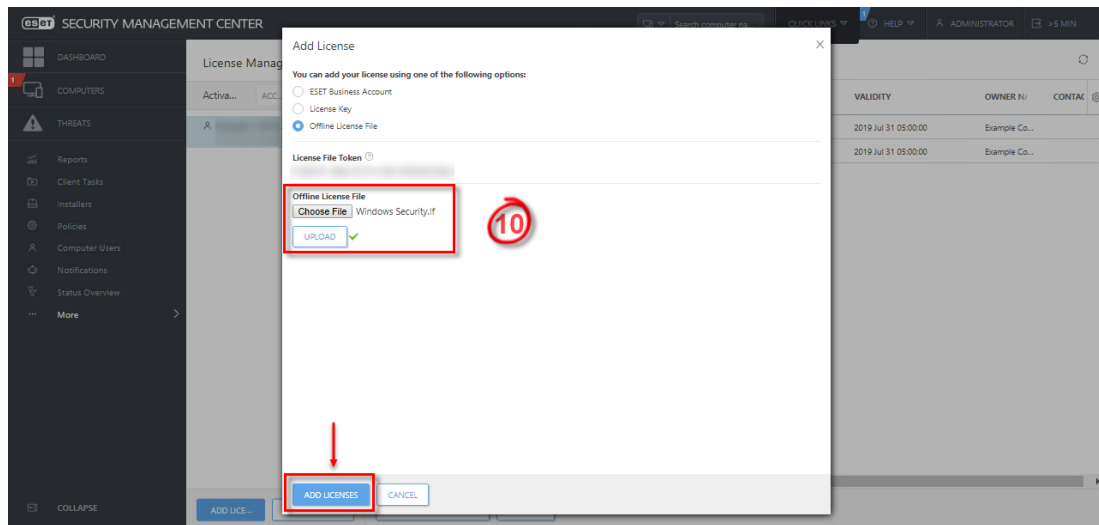 eset SECURITY MANAGEMENT CENTER
Search computer na...
QUICK LINKS
1
HELP
ADMINISTRATOR
>5 MIN
DASHBOARD
1
COMPUTERS
THREATS
Reports
Client Tasks
Installers
Policies
Computer Users
Notifications
Status Overview
... More
COLLAPSE
License Manag
Activa...
ACC
VALIDITY
OWNER N
CONTAC
2019 Jul 31 05:00:00
Example Co...
2019 Jul 31 05:00:00
Example Co...
ADD LICE...
Add License
You can add your license using one of the following options:
ESET Business Account
License Key
Offline License File
License File Token
Offline License File
Choose File Windows Security.lf
UPLOAD
10
ADD LICENSES
CANCEL